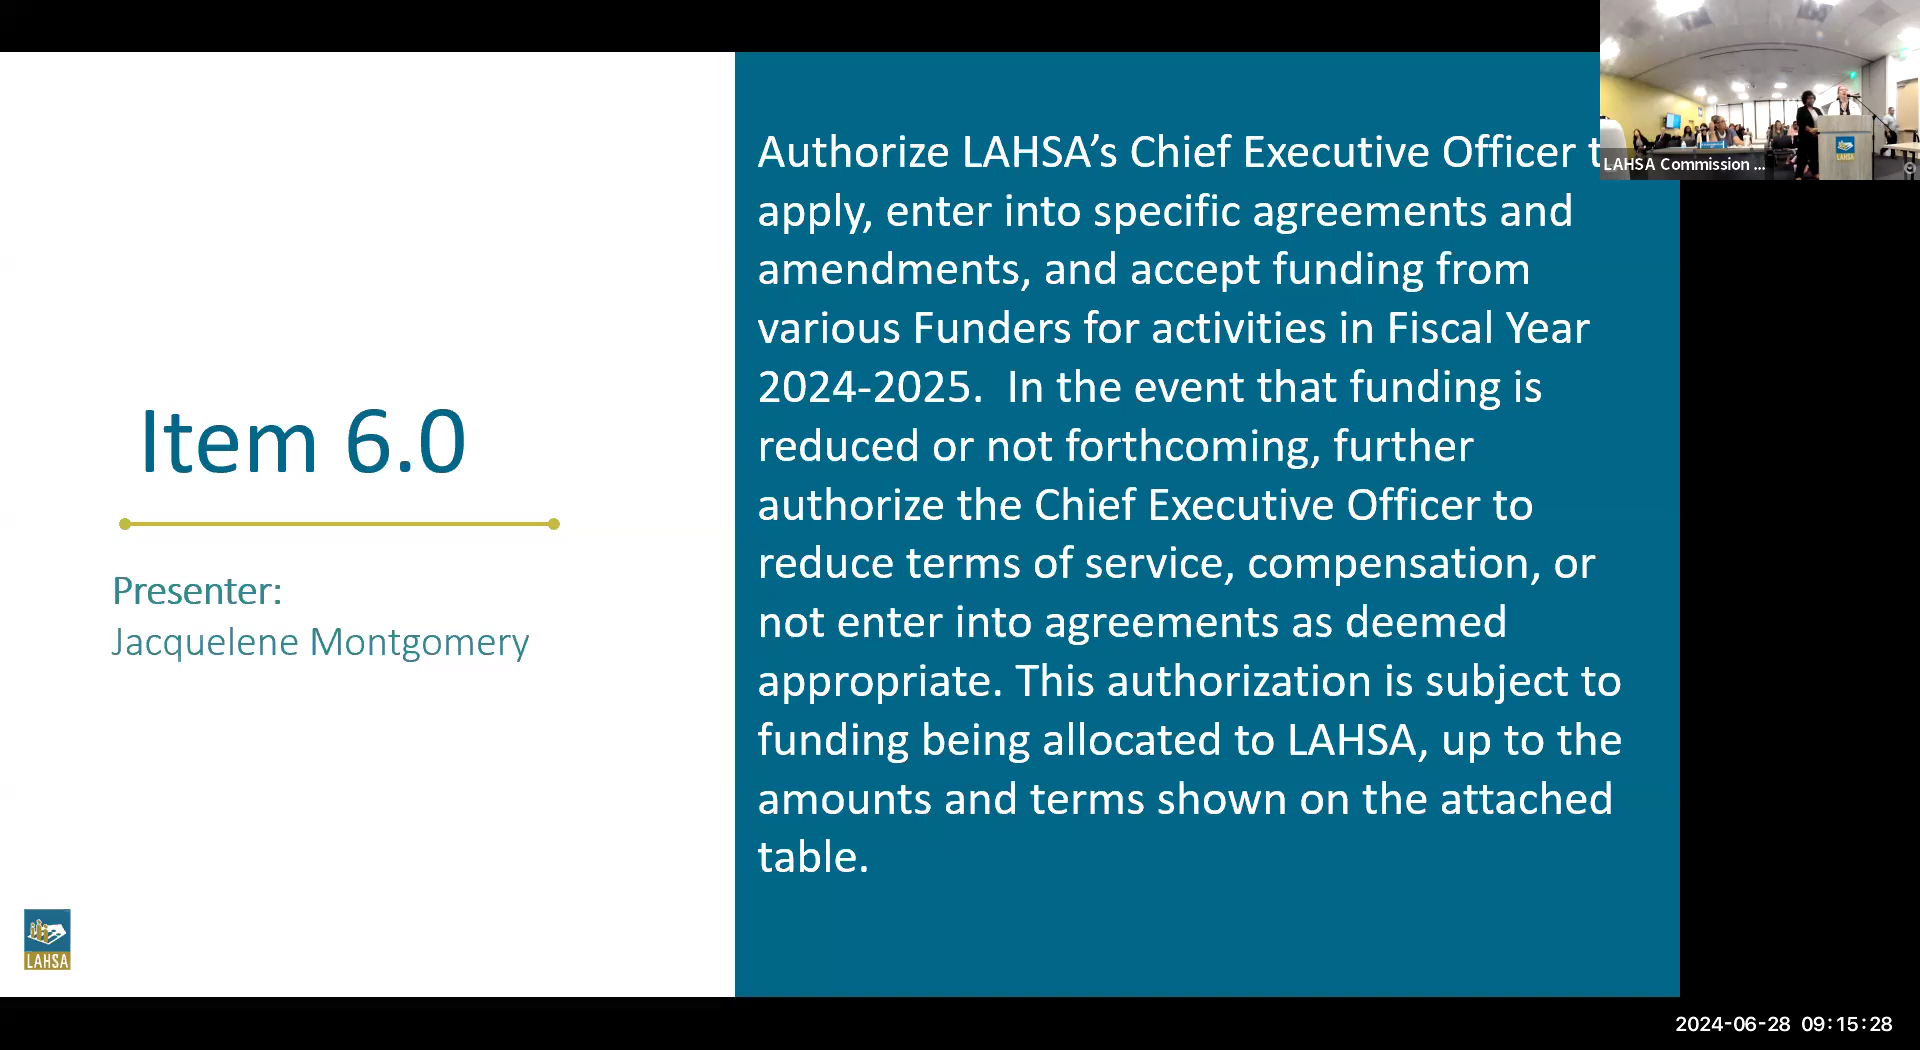 Item 6.0
Presenter:
Jacquelene Montgomery
LAHSA
Authorize LAHSA's Chief Executive Officer
apply, enter into specific agreements and
amendments, and accept funding from
various Funders for activities in Fiscal Year
2024-2025.  In the event that funding is
reduced or not forthcoming, further
authorize the Chief Executive Officer to
reduce terms of service, compensation, or
not enter into agreements as deemed
appropriate. This authorization is subject to
funding being allocated to LAHSA, up to the
amounts and terms shown on the attached
table.
LAHSA Commission ...
2024-06-28 09:15:28